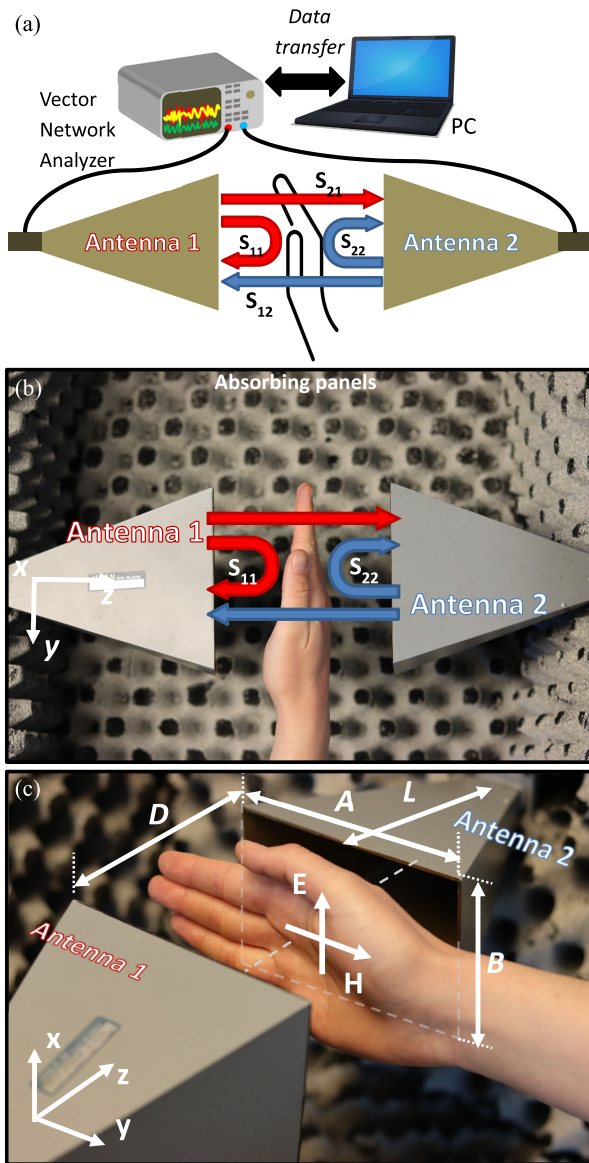 (a)
Data
transfer
Vector
Network
Analyzer
PC
S21
Antenna 1
S11
S22
Antenna 2
S12
(b)
Absorbing panels
Antenna 1
S11
S22
Antenna 2
x
z
y
(c)
D
A
L
Antenna 2
E
H
B
Antenna 1
x
z
y